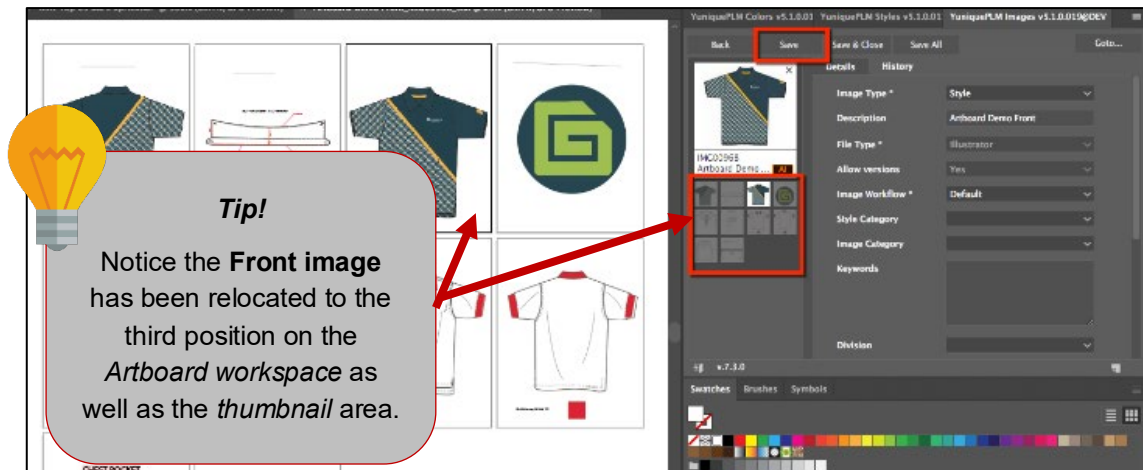 YuniquePLM Colors v5.1.0.01 YuniquePLM Styles v5.1.0.01 YuniquePLM Images v5.1.0.019@DEV
Back Save Save & Close Save All Goto...
Details History
Image Type * Style
Description Artboard Demo Front
File Type * Illustrator
Allow versions Yes
Image Workflow * Default
Style Category
Image Category
Keywords
Division
Artboard Demo ... AI
v.7.3.0
Swatches Brushes Symbols
Tip!
Notice the Front image
has been relocated to the
third position on the
Artboard workspace as
well as the thumbnail area.
CHEST POCKET